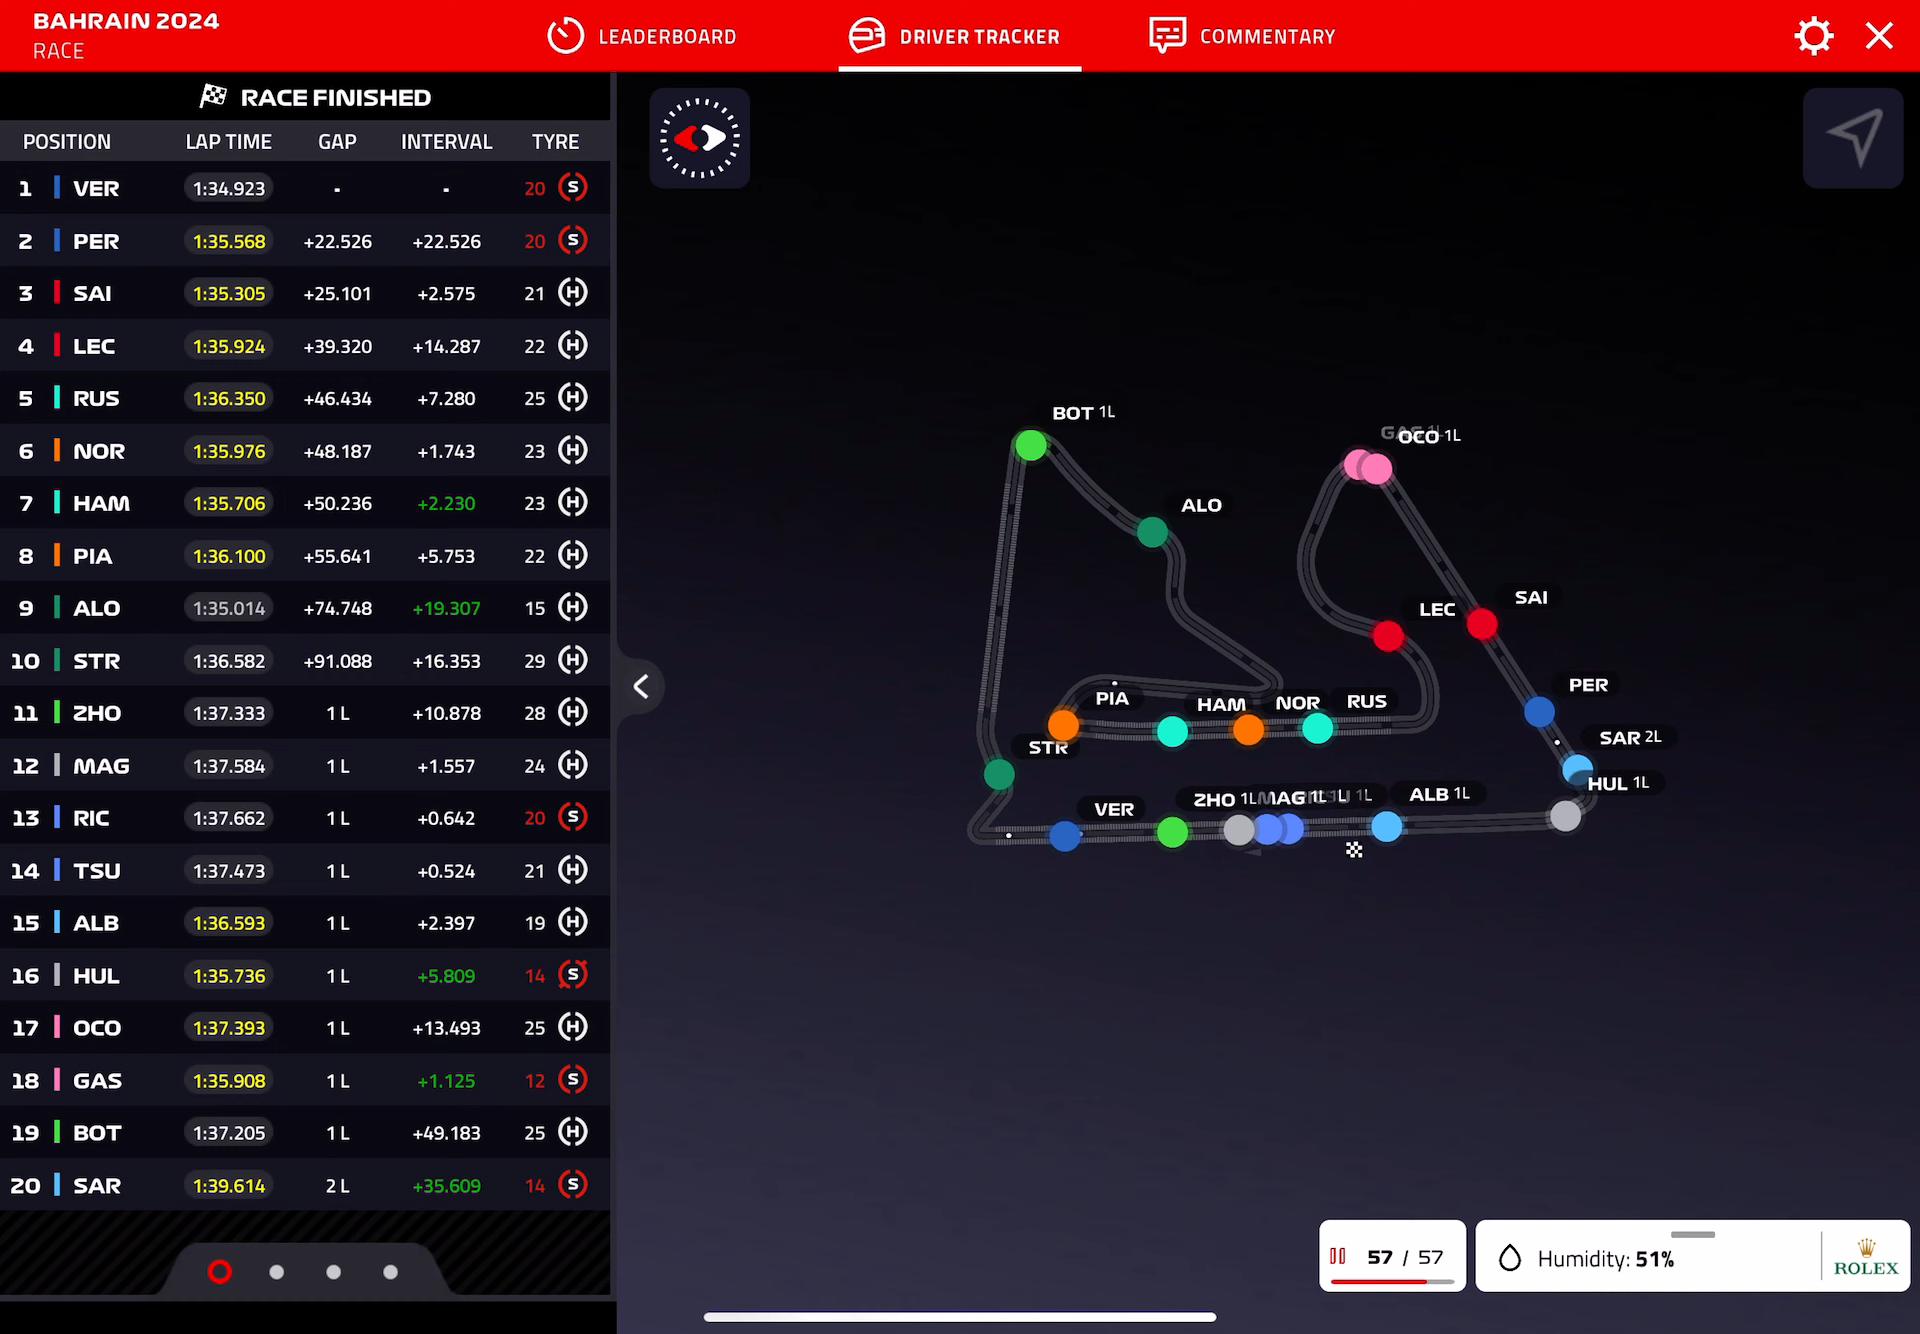 BAHRAIN 2024
RACE
LEADERBOARD
DRIVER TRACKER
COMMENTARY
RACE FINISHED
POSITION LAP TIME GAP INTERVAL TYRE
1 VER 1:34.923 - - 20 S
2 PER 1:35.568 +22.526 +22.526 20 S
3 SAI 1:35.305 +25.101 +2.575 21 H
4 LEC 1:35.924 +39.320 +14.287 22 H
5 RUS 1:36.350 +46.434 +7.280 25 H
6 NOR 1:35.976 +48.187 +1.743 23 H
7 HAM 1:35.706 +50.236 +2.230 23 H
8 PIA 1:36.100 +55.641 +5.753 22 H
9 ALO 1:35.014 +74.748 +19.307 15 H
10 STR 1:36.582 +91.088 +16.353 29 H
11 ZHO 1:37.333 1 L +10.878 28 H
12 MAG 1:37.584 1 L +1.557 24 H
13 RIC 1:37.662 1 L +0.642 20 S
14 TSU 1:37.473 1 L +0.524 21 H
15 ALB 1:36.593 1 L +2.397 19 H
16 HUL 1:35.736 1 L +5.809 14 S
17 OCO 1:37.393 1 L +13.493 25 H
18 GAS 1:35.908 1 L +1.125 12 S
19 BOT 1:37.205 1 L +49.183 25 H
20 SAR 1:39.614 2 L +35.609 14 S
BOT 1L
GAS 1L
OCO 1L
ALO
SAI
LEC
PER
PIA
HAM
NOR
RUS
SAR 2L
STR
HUL 1L
VER
ZHO 1L
MAG 1L
1L
ALB 1L
57 / 57
Humidity: 51%
ROLEX